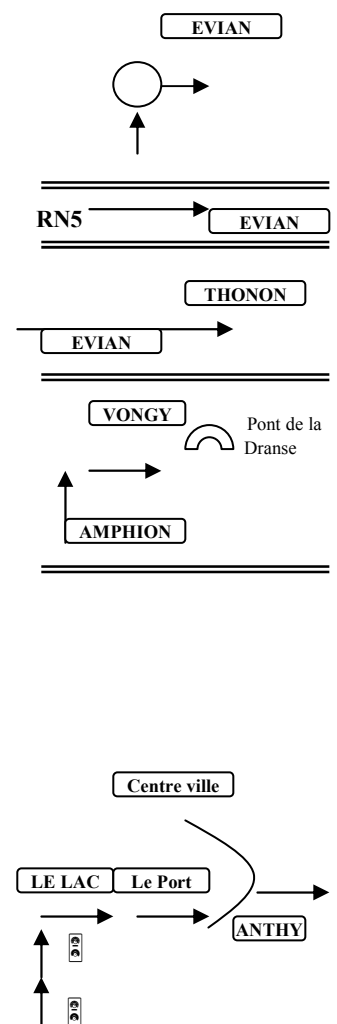 EVIAN
RN5
EVIAN
THONON
EVIAN
VONGY
Pont de la
Dranse
AMPHION
Centre ville
LE LAC Le Port
ANTHY